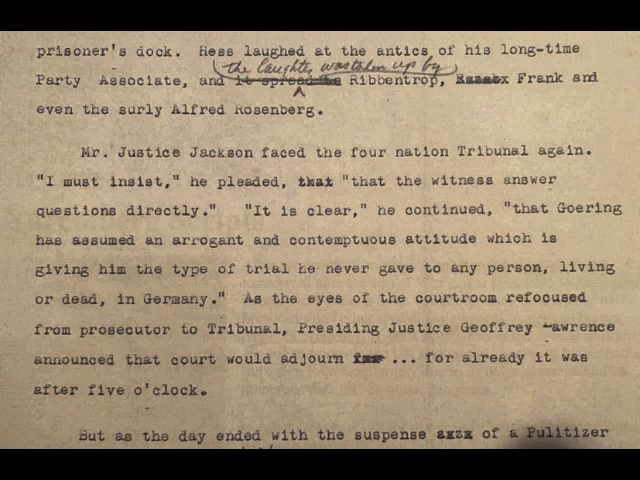 prisoner's dock. Hess laughed at the antics of his long-time
the laughter was taken up by
Party Associate, and it spread to Ribbentrop, Frank and
even the surly Alfred Rosenberg.
Mr. Justice Jackson faced the four nation Tribunal again.
"I must insist," he pleaded, that "that the witness answer
questions directly." "It is clear," he continued, "that Goering
has assumed an arrogant and contemptuous attitude which is
giving him the type of trial he never gave to any person, living
or dead, in Germany." As the eyes of the courtroom refocused
from prosecutor to Tribunal, Presiding Justice Geoffrey Lawrence
announced that court would adjourn ... for already it was
after five o'clock.
But as the day ended with the suspense of a Pulitizer